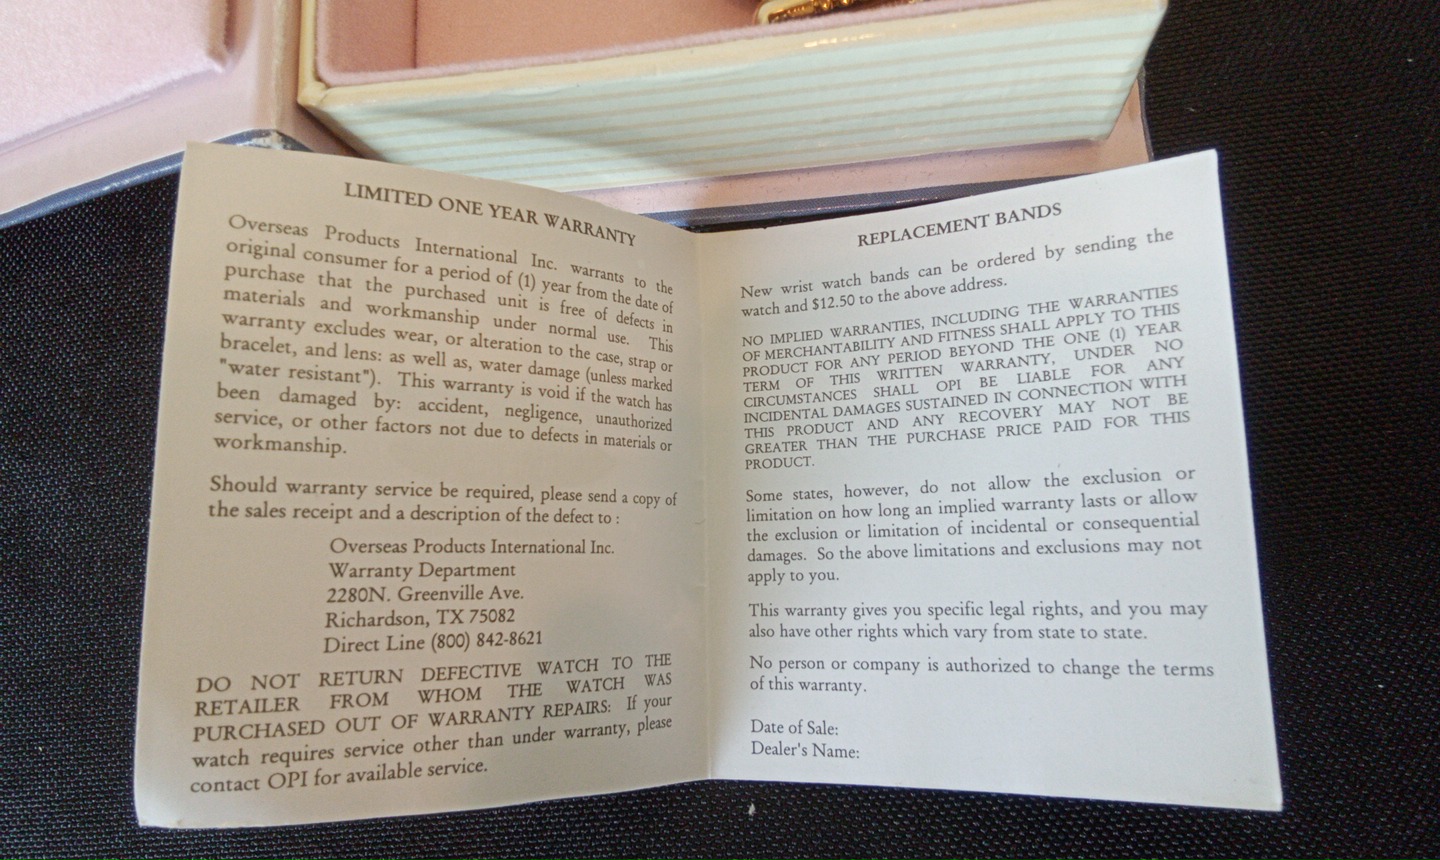 LIMITED ONE YEAR WARRANTY
Overseas Products International Inc. warrants to the
original consumer for a period of (1) year from the date of
purchase that the purchased unit is free of defects in
materials and workmanship under normal use. This
warranty excludes wear, or alteration to the case, strap or
bracelet, and lens: as well as, water damage (unless marked
"water resistant"). This warranty is void if the watch has
been damaged by: accident, negligence, unauthorized
service, or other factors not due to defects in materials or
workmanship.
Should warranty service be required, please send a copy of
the sales receipt and a description of the defect to :
Overseas Products International Inc.
Warranty Department
2280N. Greenville Ave.
Richardson, TX 75082
Direct Line (800) 842-8621
DO NOT RETURN DEFECTIVE WATCH TO THE
RETAILER FROM WHOM THE WATCH WAS
PURCHASED OUT OF WARRANTY REPAIRS: If your
watch requires service other than under warranty, please
contact OPI for available service.
REPLACEMENT BANDS
New wrist watch bands can be ordered by sending the
watch and $12.50 to the above address.
NO IMPLIED WARRANTIES, INCLUDING THE WARRANTIES
OF MERCHANTABILITY AND FITNESS SHALL APPLY TO THIS
PRODUCT FOR ANY PERIOD BEYOND THE ONE (1) YEAR
TERM OF THIS WRITTEN WARRANTY, UNDER NO
CIRCUMSTANCES SHALL OPI BE LIABLE FOR ANY
INCIDENTAL DAMAGES SUSTAINED IN CONNECTION WITH
THIS PRODUCT AND ANY RECOVERY MAY NOT BE
GREATER THAN THE PURCHASE PRICE PAID FOR THIS
PRODUCT.
Some states, however, do not allow the exclusion or
limitation on how long an implied warranty lasts or allow
the exclusion or limitation of incidental or consequential
damages. So the above limitations and exclusions may not
apply to you.
This warranty gives you specific legal rights, and you may
also have other rights which vary from state to state.
No person or company is authorized to change the terms
of this warranty.
Date of Sale:
Dealer's Name: